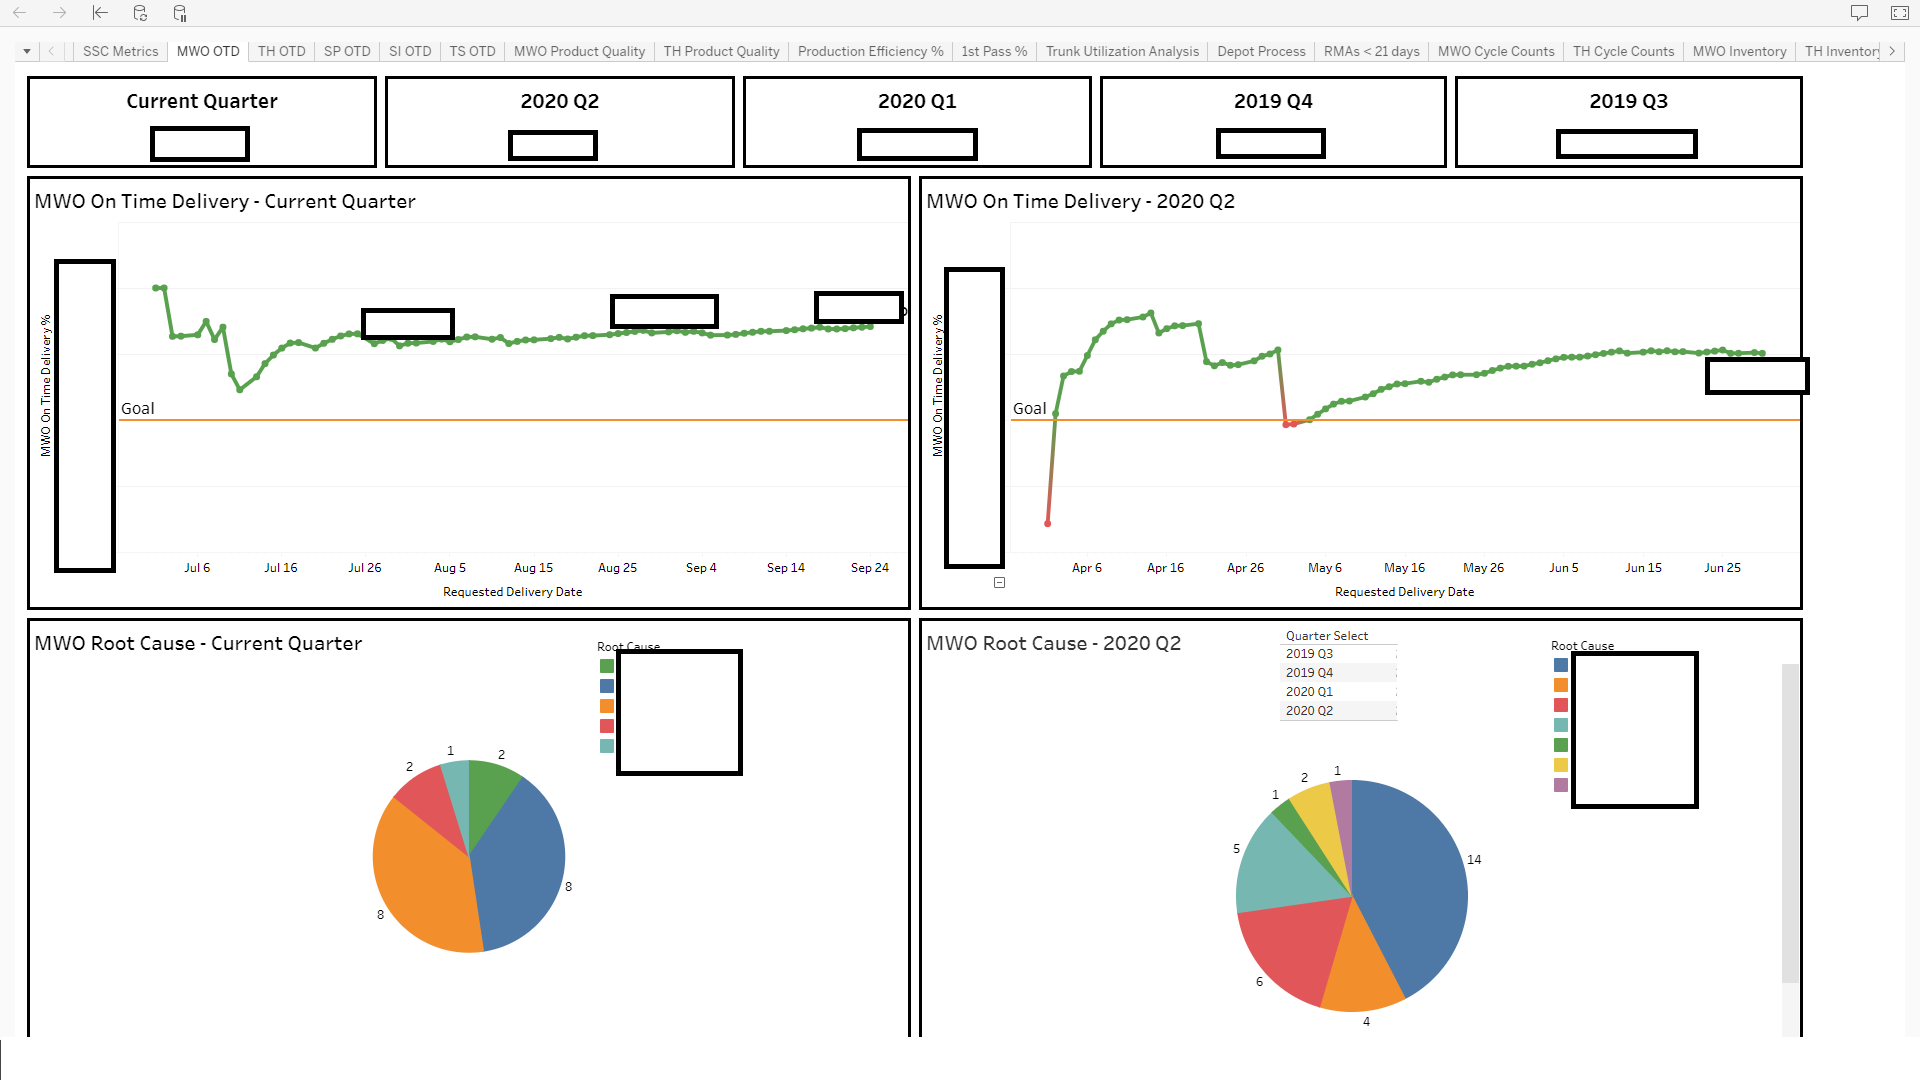 SSC Metrics MWO OTD TH OTD SP OTD SI OTD TS OTD MWO Product Quality TH Product Quality Production Efficiency % 1st Pass % Trunk Utilization Analysis Depot Process RMAs < 21 days MWO Cycle Counts TH Cycle Counts MWO Inventory TH Inventory
Current Quarter
2020 Q2
2020 Q1
2019 Q4
2019 Q3
MWO On Time Delivery - Current Quarter
MWO On Time Delivery %
Goal
Jul 6 Jul 16 Jul 26 Aug 5 Aug 15 Aug 25 Sep 4 Sep 14 Sep 24
Requested Delivery Date
MWO On Time Delivery - 2020 Q2
MWO On Time Delivery %
Goal
Apr 6 Apr 16 Apr 26 May 6 May 16 May 26 Jun 5 Jun 15 Jun 25
Requested Delivery Date
MWO Root Cause - Current Quarter
Root Cause
1
2
2
8
8
MWO Root Cause - 2020 Q2
Quarter Select
2019 Q3
2019 Q4
2020 Q1
2020 Q2
Root Cause
1
2
1
5
14
6
4